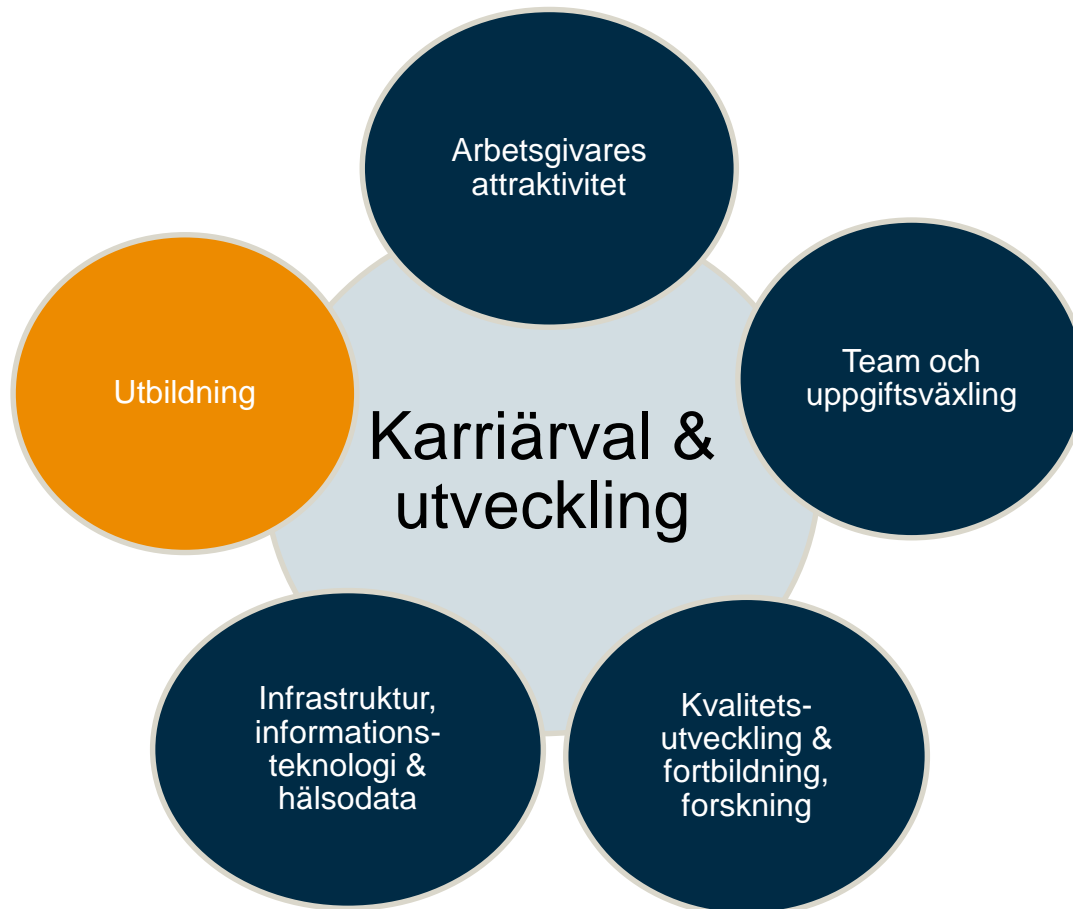 Arbetsgivares
attraktivitet
Team och
uppgiftsväxling
Utbildning
Karriärval &
utveckling
Infrastruktur,
informations-
teknologi &
hälsodata
Kvalitets-
utveckling &
fortbildning,
forskning